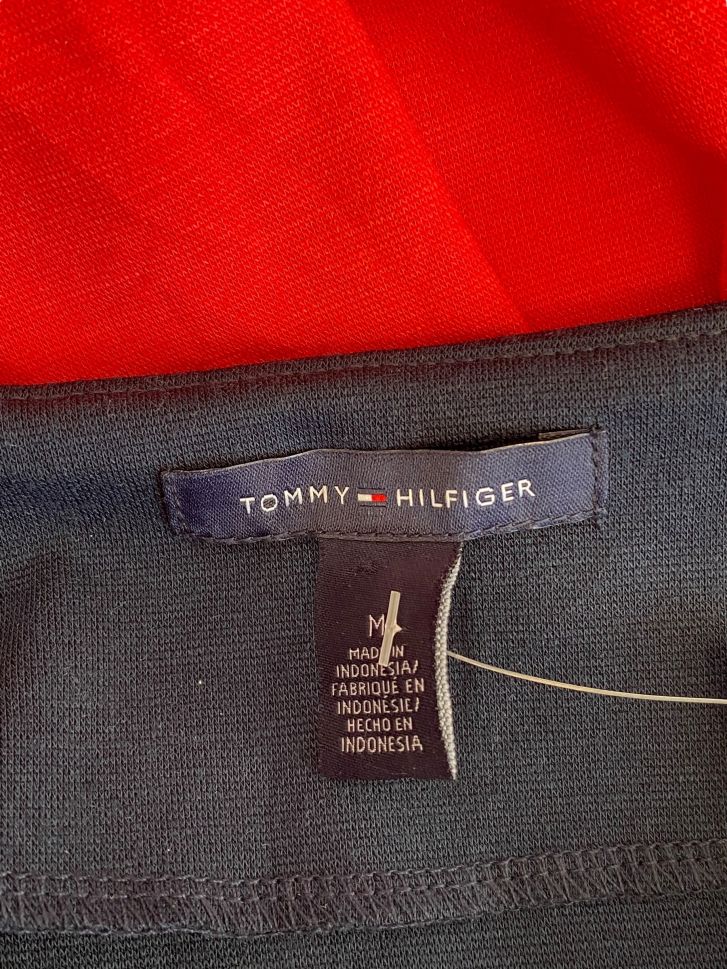 TOMMY HILFIGER
M
MADE IN
INDONESIA/
FABRIQUÉ EN
INDONÉSIE/
HECHO EN
INDONESIA